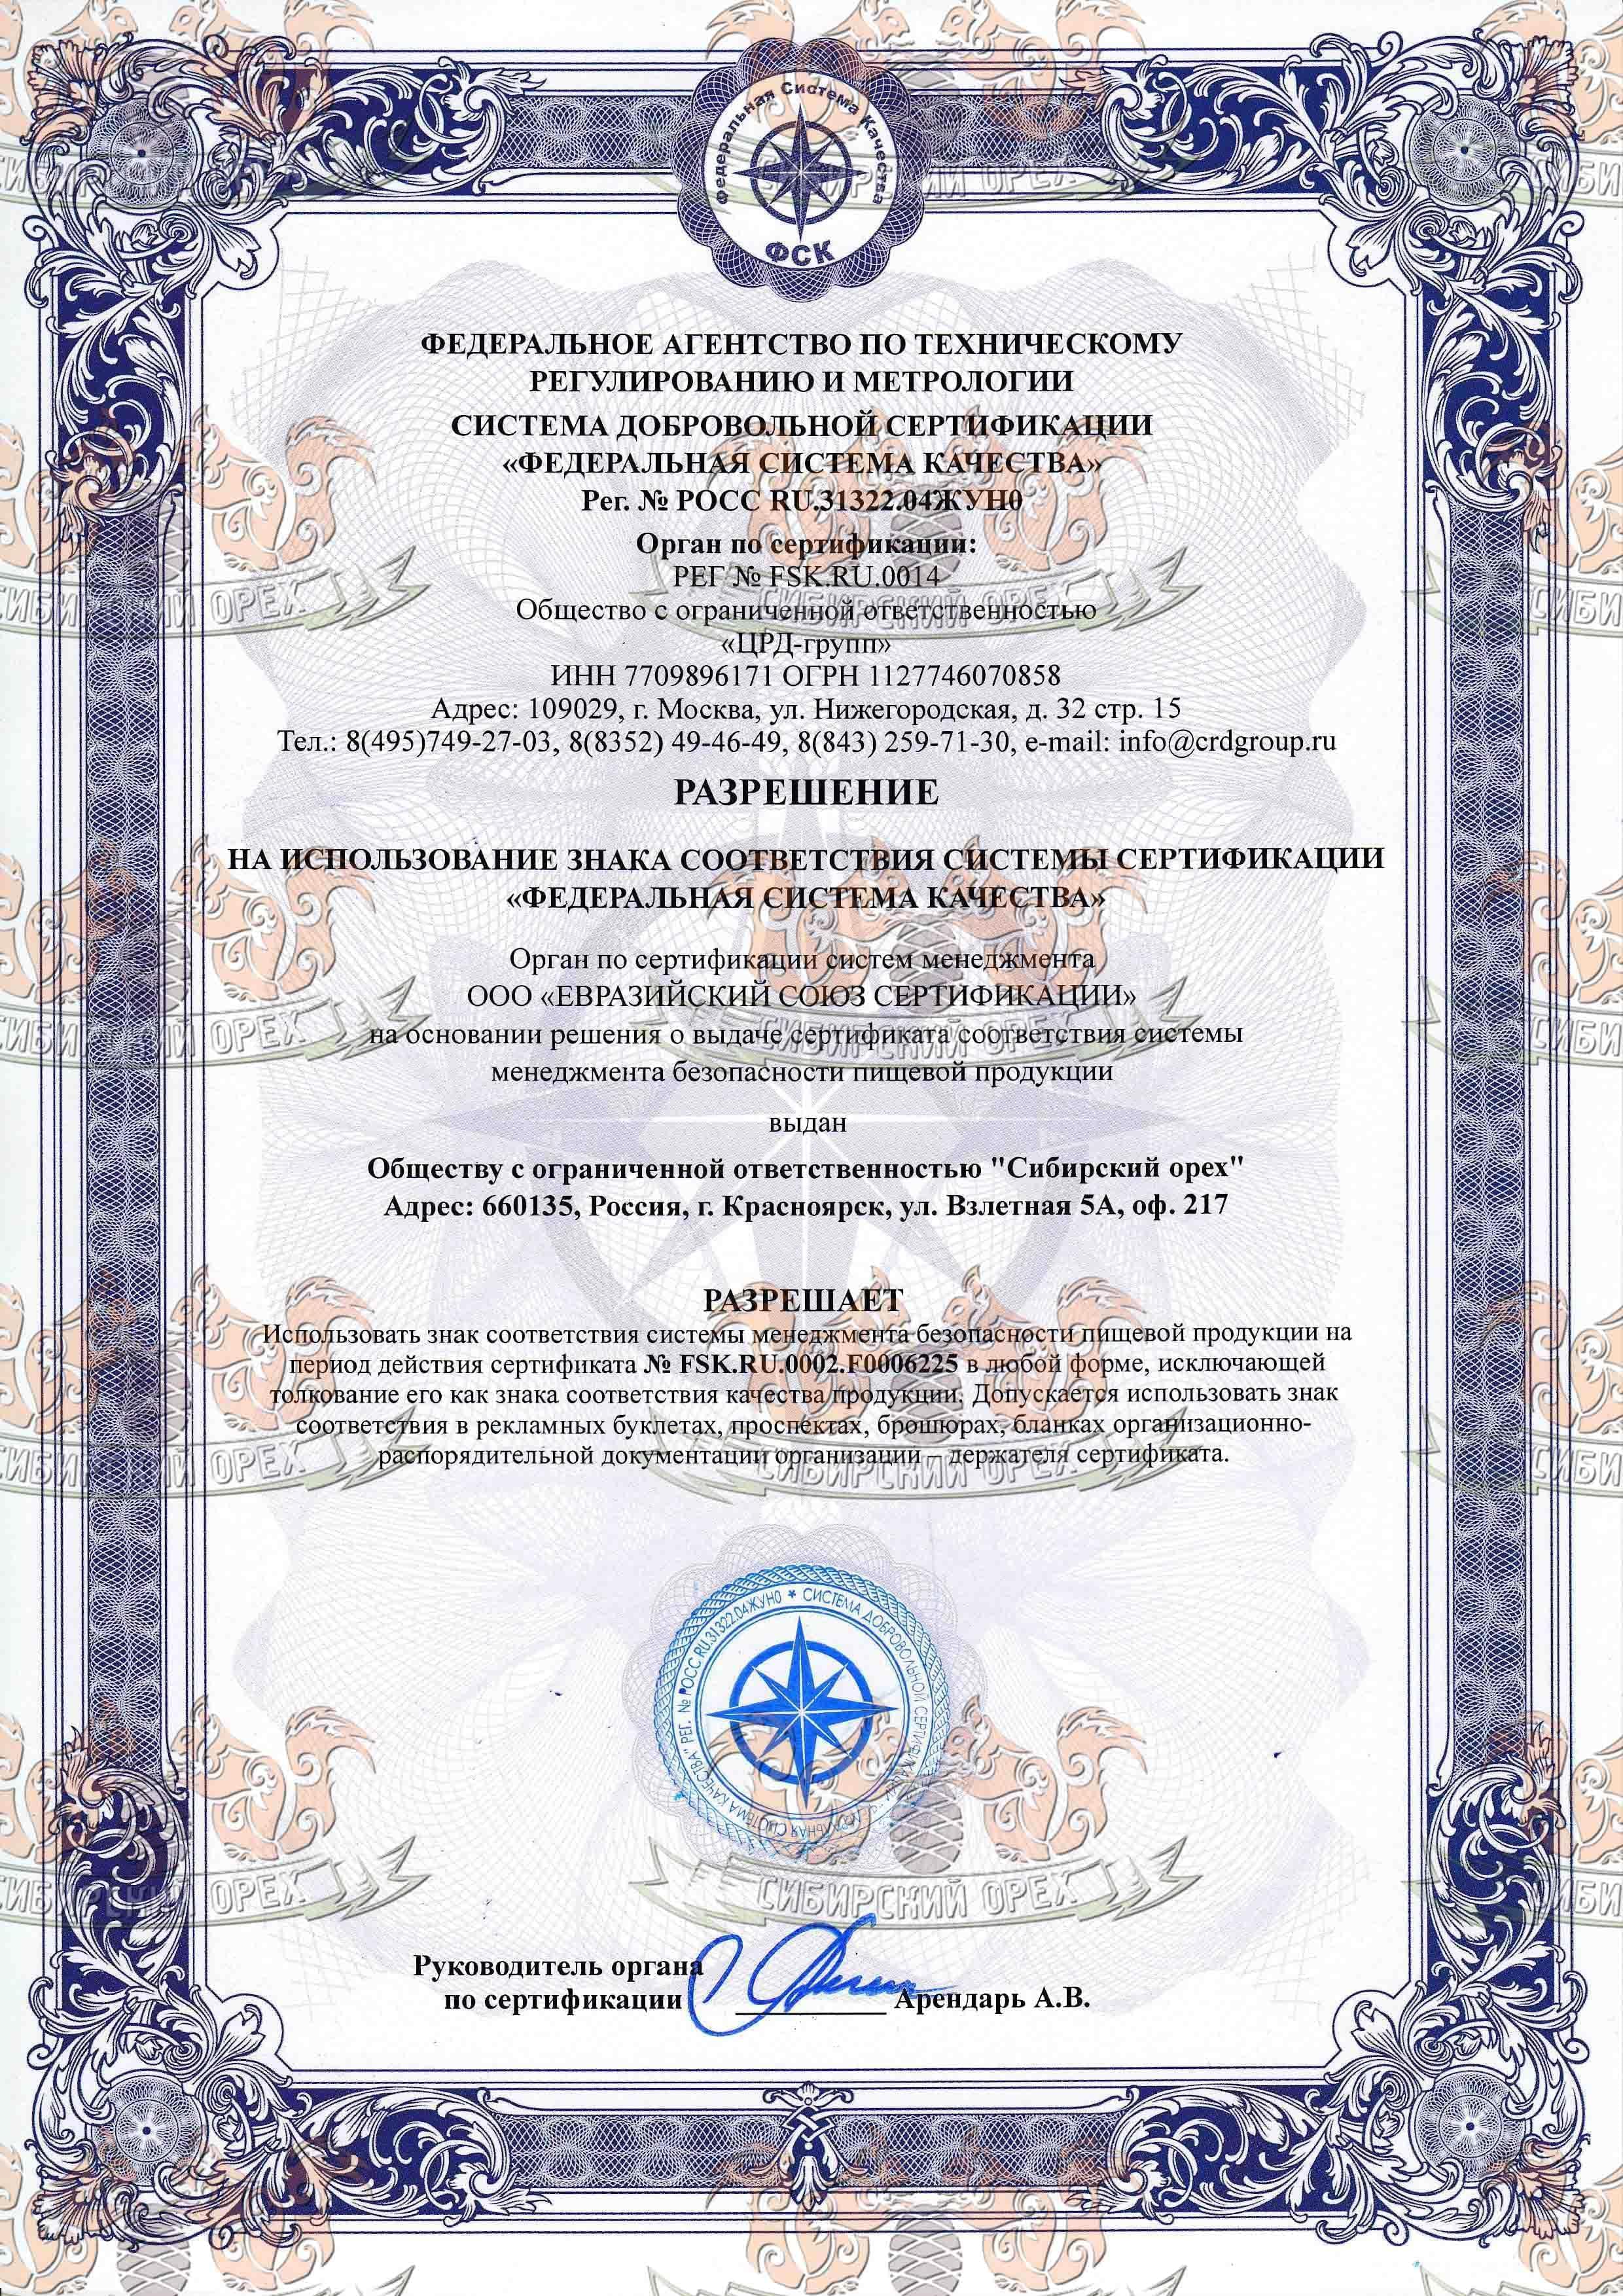 Федеральная Система Качества
ФСК
ФЕДЕРАЛЬНОЕ АГЕНТСТВО ПО ТЕХНИЧЕСКОМУ
РЕГУЛИРОВАНИЮ И МЕТРОЛОГИИ
СИСТЕМА ДОБРОВОЛЬНОЙ СЕРТИФИКАЦИИ
«ФЕДЕРАЛЬНАЯ СИСТЕМА КАЧЕСТВА»
Рег. № РОСС RU.31322.04ЖУН0
Орган по сертификации:
РЕГ № FSK.RU.0014
Общество с ограниченной ответственностью
«ЦРД-групп»
ИНН 7709896171 ОГРН 1127746070858
Адрес: 109029, г. Москва, ул. Нижегородская, д. 32 стр. 15
Тел.: 8(495)749-27-03, 8(8352) 49-46-49, 8(843) 259-71-30, e-mail: info@crdgroup.ru
РАЗРЕШЕНИЕ
НА ИСПОЛЬЗОВАНИЕ ЗНАКА СООТВЕТСТВИЯ СИСТЕМЫ СЕРТИФИКАЦИИ
«ФЕДЕРАЛЬНАЯ СИСТЕМА КАЧЕСТВА»
Орган по сертификации систем менеджмента
ООО «ЕВРАЗИЙСКИЙ СОЮЗ СЕРТИФИКАЦИИ»
на основании решения о выдаче сертификата соответствия системы
менеджмента безопасности пищевой продукции
выдан
Обществу с ограниченной ответственностью "Сибирский орех"
Адрес: 660135, Россия, г. Красноярск, ул. Взлетная 5А, оф. 217
РАЗРЕШАЕТ
Использовать знак соответствия системы менеджмента безопасности пищевой продукции на
период действия сертификата № FSK.RU.0002.F0006225 в любой форме, исключающей
толкование его как знака соответствия качества продукции. Допускается использовать знак
соответствия в рекламных буклетах, проспектах, брошюрах, бланках организационно-
распорядительной документации организации – держателя сертификата.
РЕГ. № РОСС RU.31322.04ЖУН0 * СИСТЕМА ДОБРОВОЛЬНОЙ
СИСТЕМА КАЧЕСТВА"
СИБИРСКИЙ ОРЕХ
Руководитель органа
по сертификации Арендарь А.В.